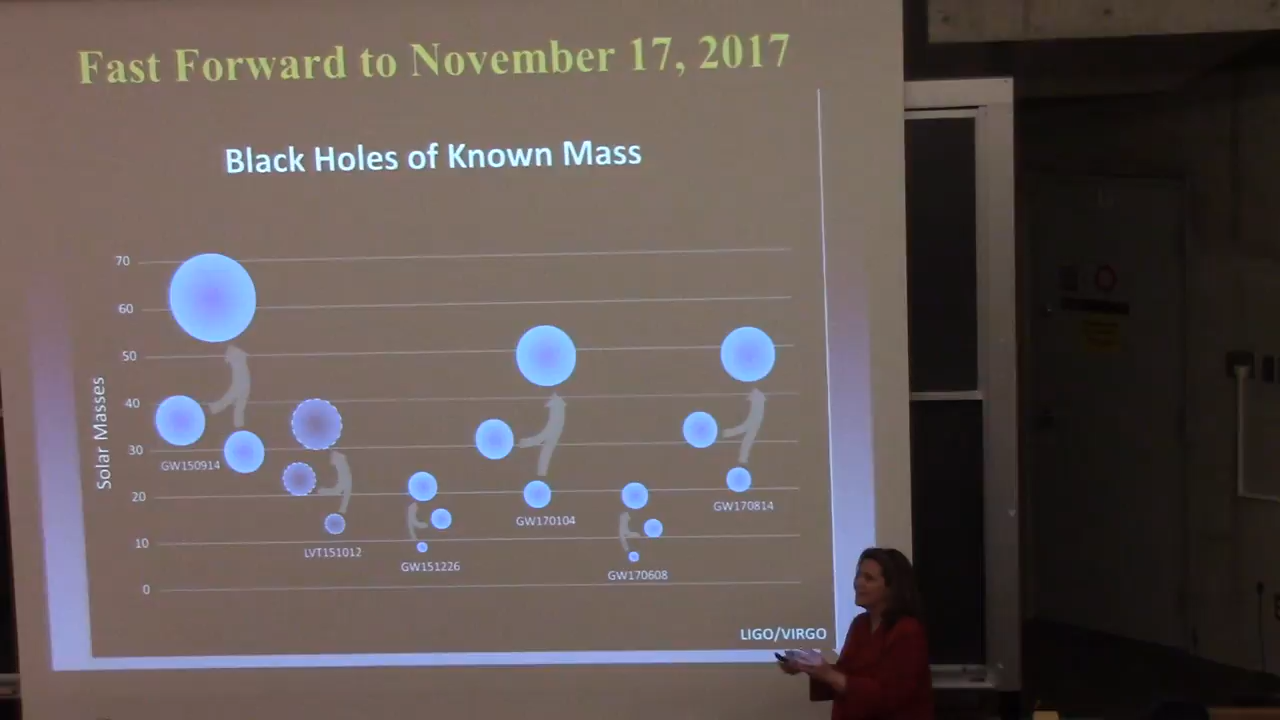 Fast Forward to November 17, 2017
Black Holes of Known Mass
70
60
50
40
30
20
10
0
Solar Masses
GW150914
LVT151012
GW151226
GW170104
GW170608
GW170814
LIGO/VIRGO